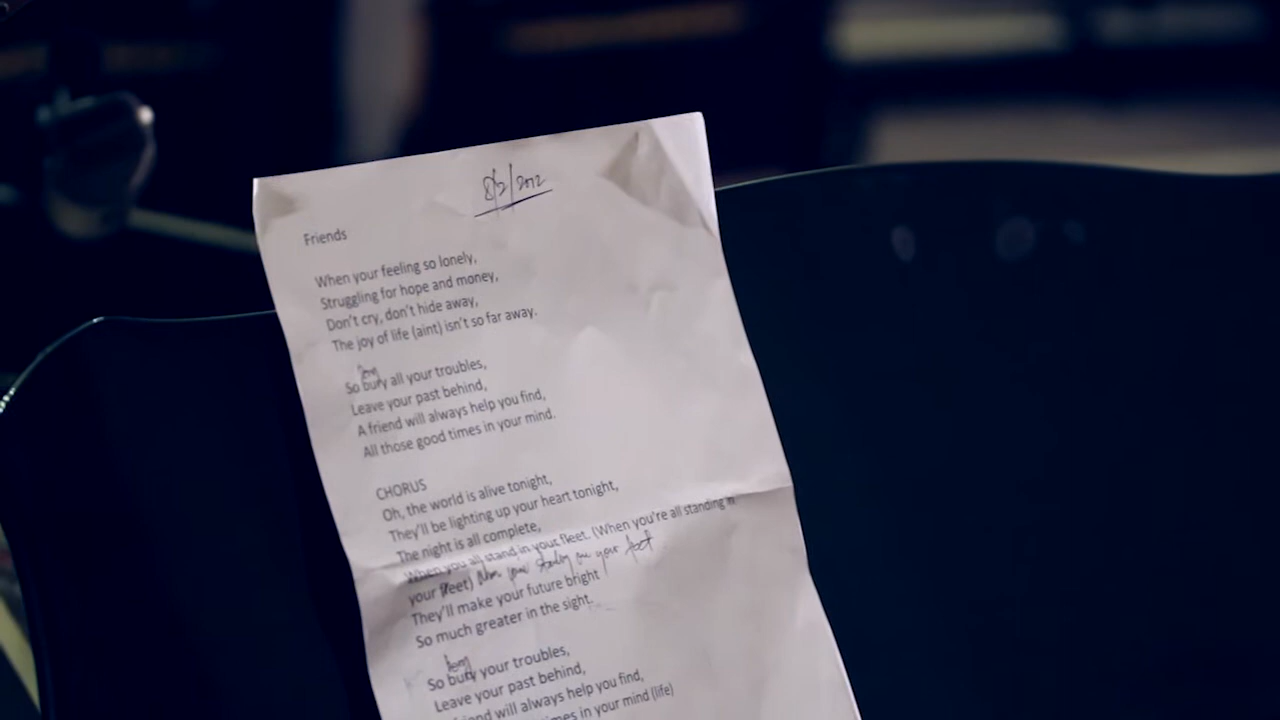 8/2/2012
Friends
When your feeling so lonely,
Struggling for hope and money,
Don't cry, don't hide away,
The joy of life (aint) isn't so far away.
So bury all your troubles,
Leave your past behind,
A friend will always help you find,
All those good times in your mind.
CHORUS
Oh, the world is alive tonight,
They'll be lighting up your heart tonight,
The night is all complete,
When you all stand in your fleet. (When you're all standing in
your fleet) When your standing on your feet
They'll make your future bright
So much greater in the sight.
So bury your troubles,
Leave your past behind,
friend will always help you find,
times in your mind (life)